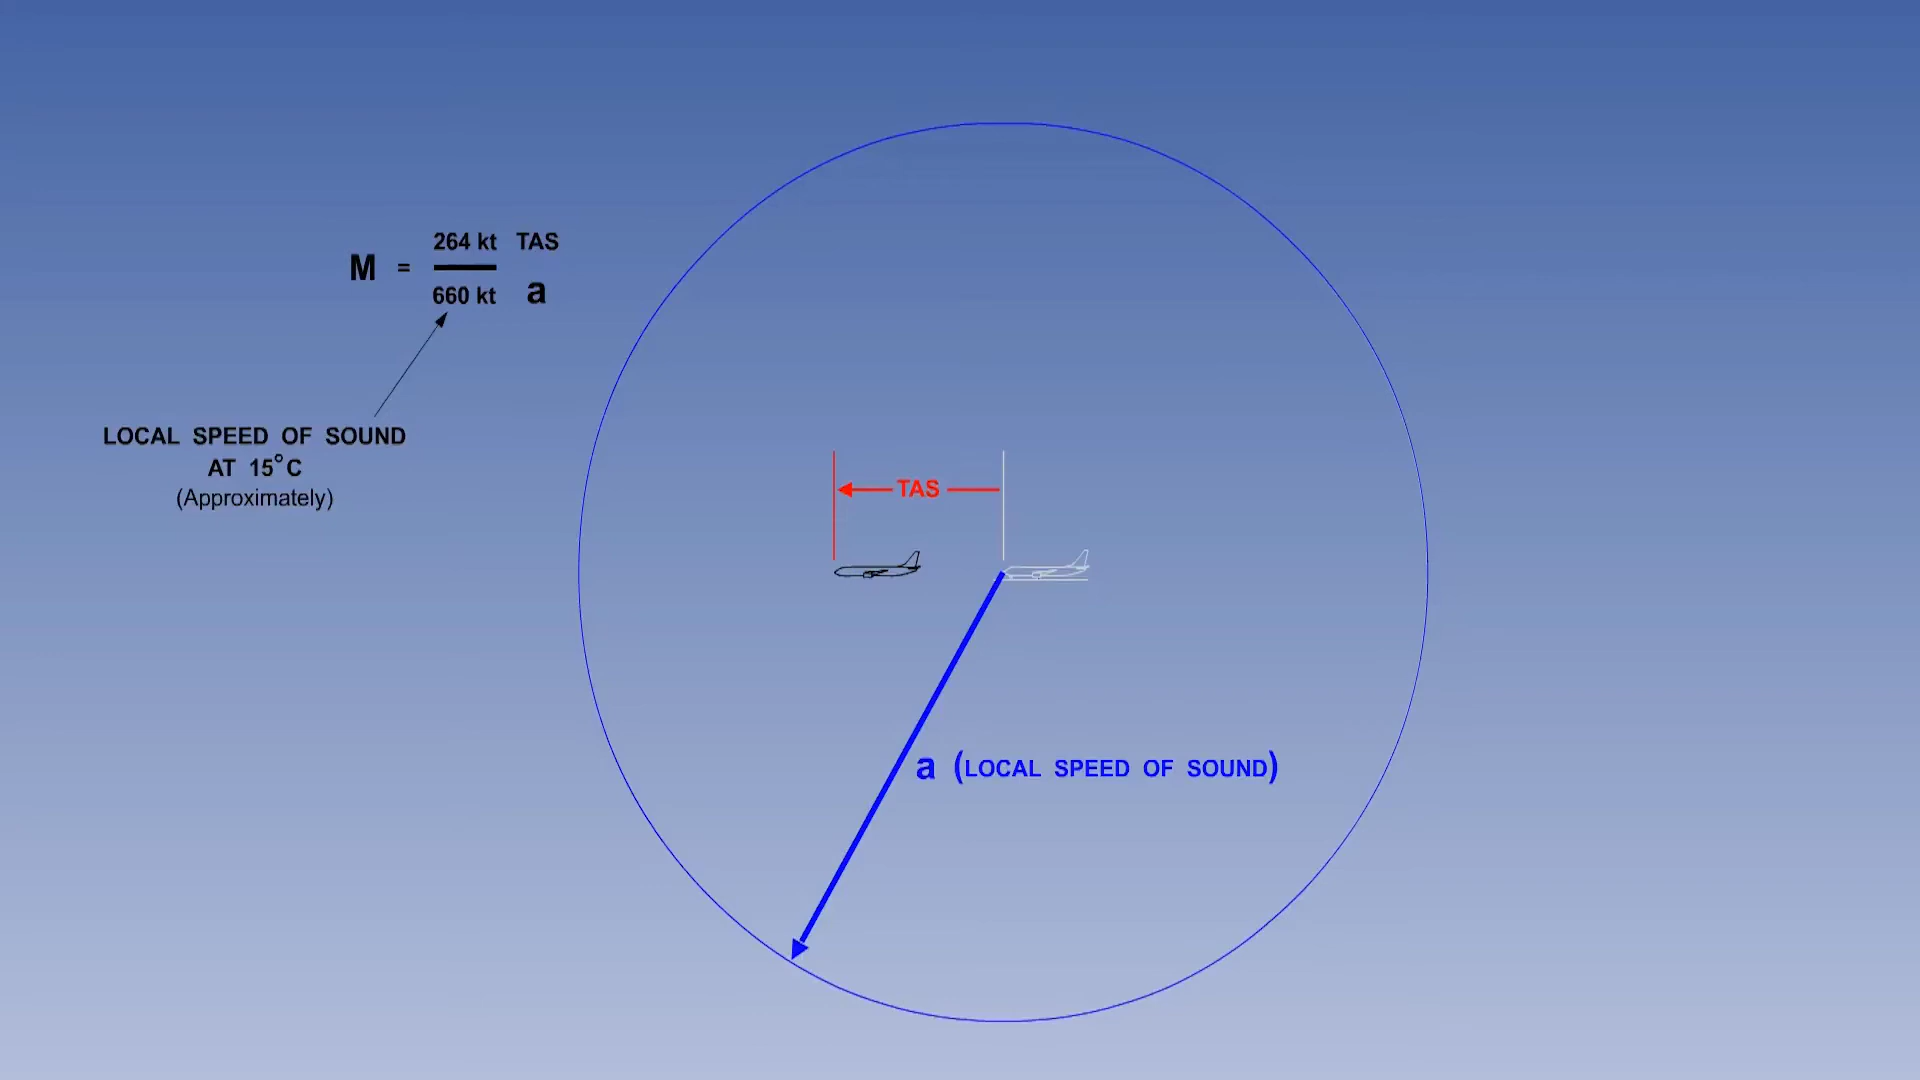 264 kt TAS
M =
660 kt a
LOCAL SPEED OF SOUND
AT 15°C
(Approximately)
TAS
a (LOCAL SPEED OF SOUND)